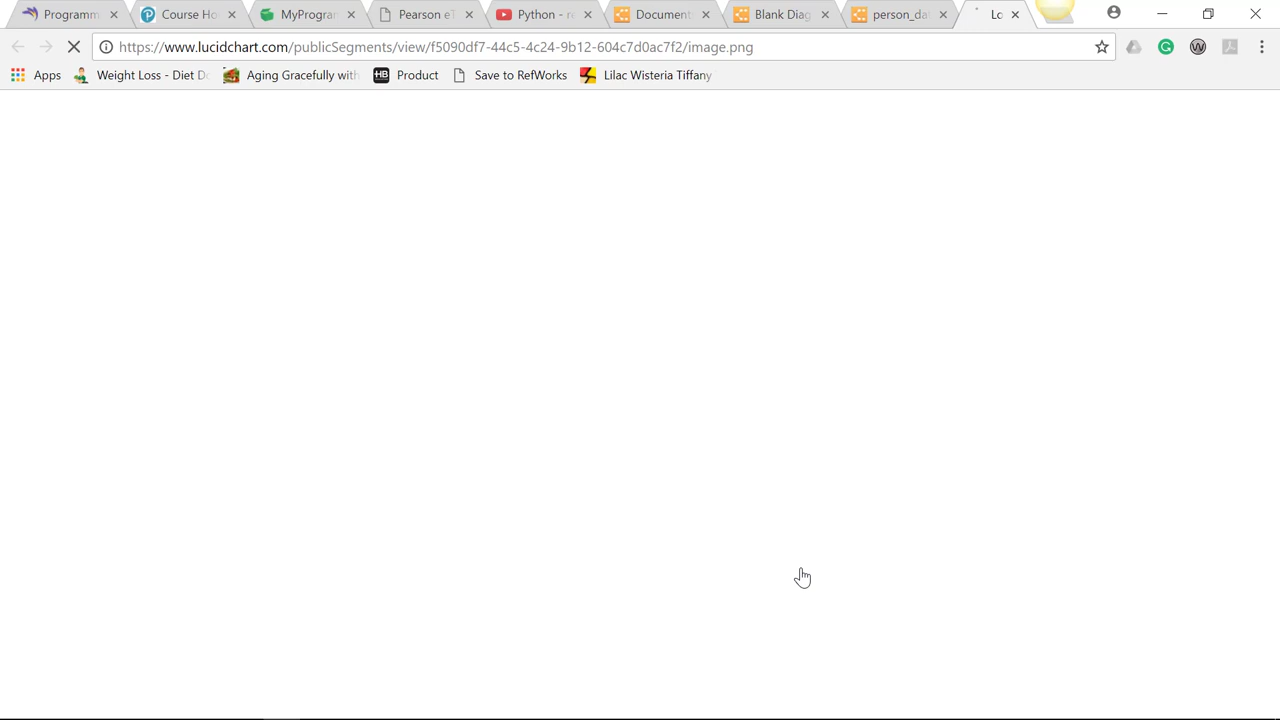 Programm Course Ho MyProgra Person eT Python - r Document Blank Diag person_da Lo
https://www.lucidchart.com/publicSegments/view/f5090df7-44c5-4c24-9b12-604c7d0ac7f2/image.png
Apps Weight Loss - Diet D Aging Gracefully with HB Product Save to RefWorks Lilac Wisteria Tiffany